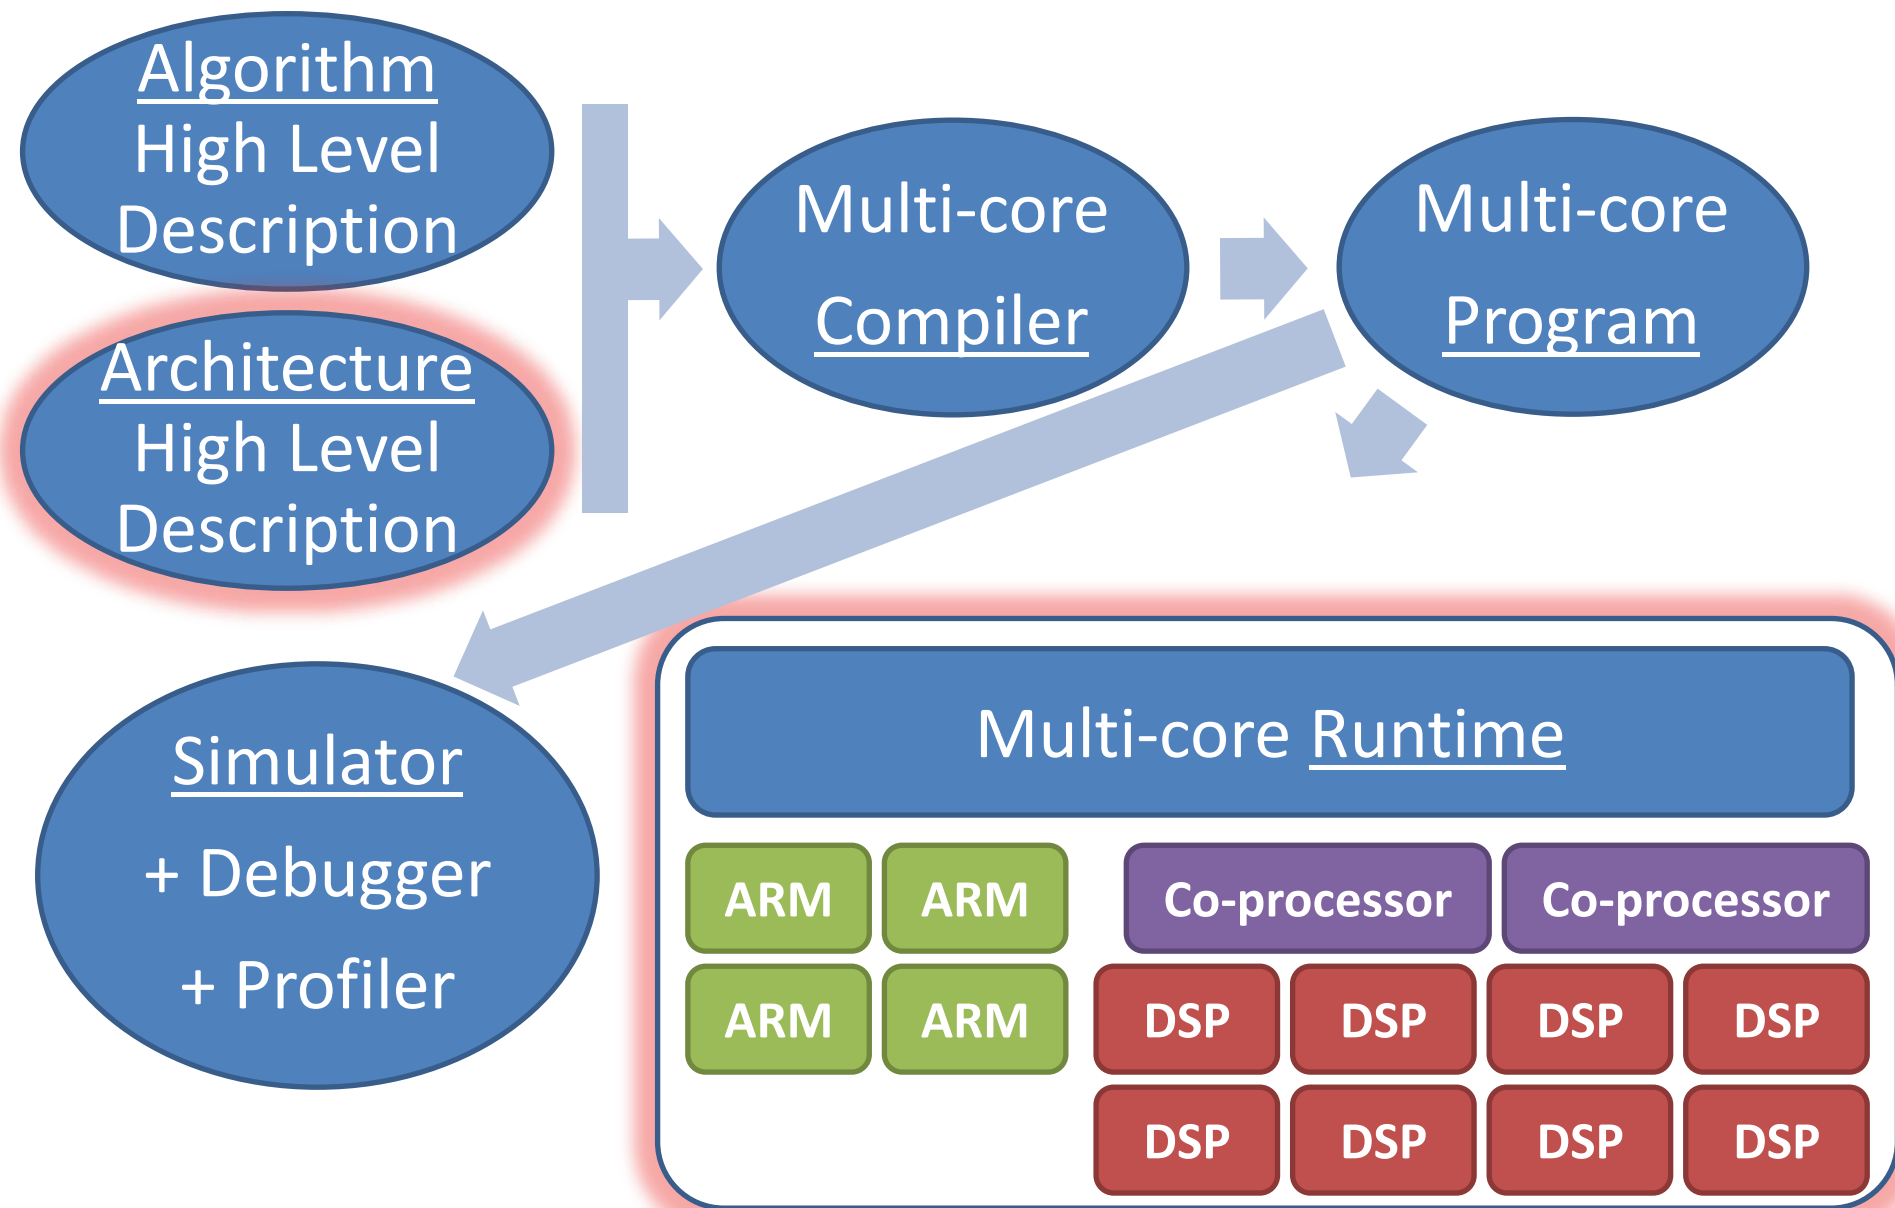 Algorithm
High Level
Description
Architecture
High Level
Description
Multi-core
Compiler
Multi-core
Program
Simulator
+ Debugger
+ Profiler
Multi-core Runtime
ARM ARM Co-processor Co-processor
ARM ARM DSP DSP DSP DSP
DSP DSP DSP DSP